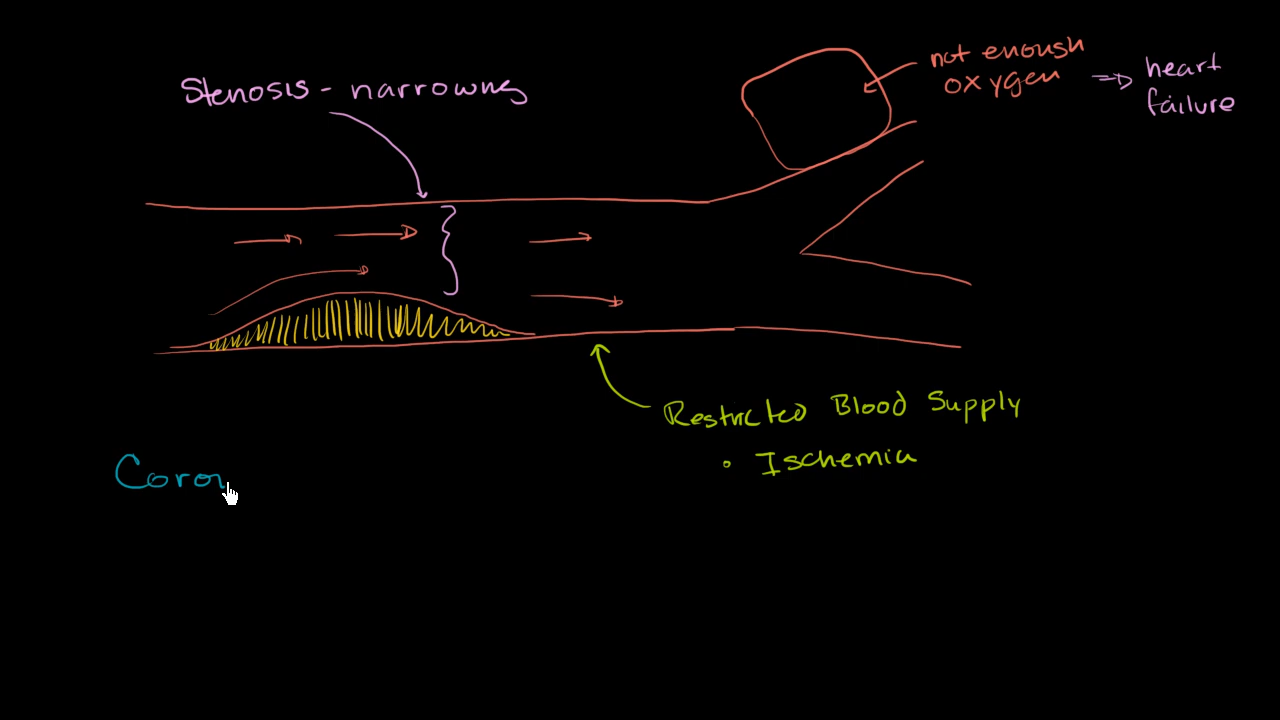 Stenosis - narrowing
not enough
oxygen
⇒ heart
failure
Restricted Blood Supply
• Ischemia
Coron